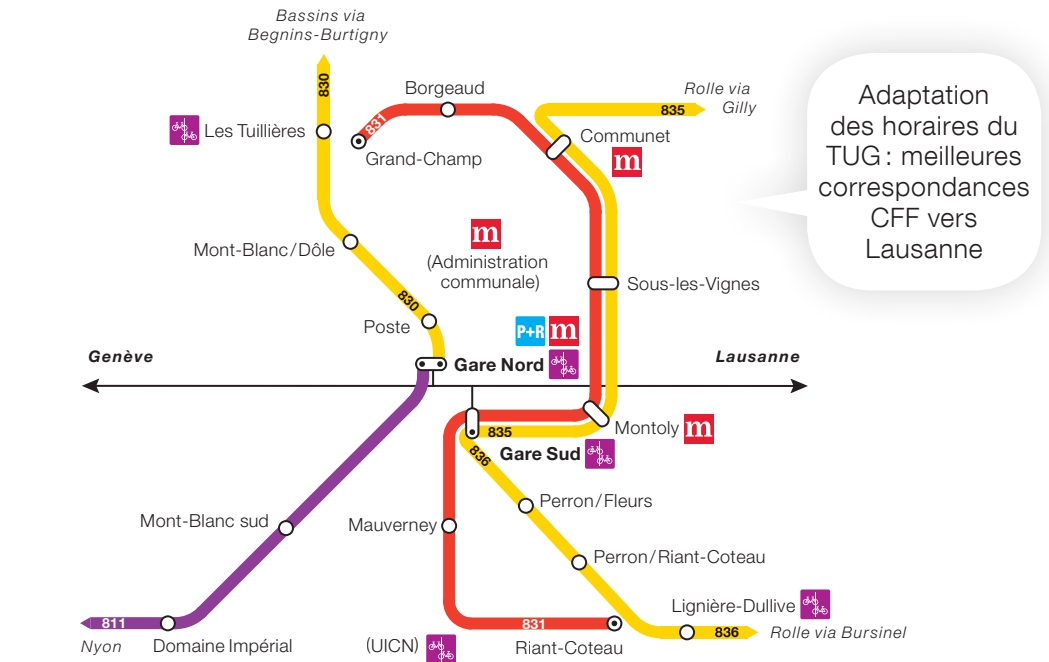 Bassins via
Begnins-Burtigny
830
Les Tuillières
831
Borgeaud
Grand-Champ
Rolle via
Gilly
835
Communet
m
Adaptation
des horaires du
TUG : meilleures
correspondances
CFF vers
Lausanne
Mont-Blanc/Dôle
m
(Administration
communale)
Sous-les-Vignes
830
Poste
P+R m
Genève
Gare Nord
Lausanne
835
Montoly m
Gare Sud
836
Mont-Blanc sud
Mauverney
Perron/Fleurs
Perron/Riant-Coteau
Lignière-Dullive
811
Nyon
Domaine Impérial
(UICN)
831
Riant-Coteau
836
Rolle via Bursinel